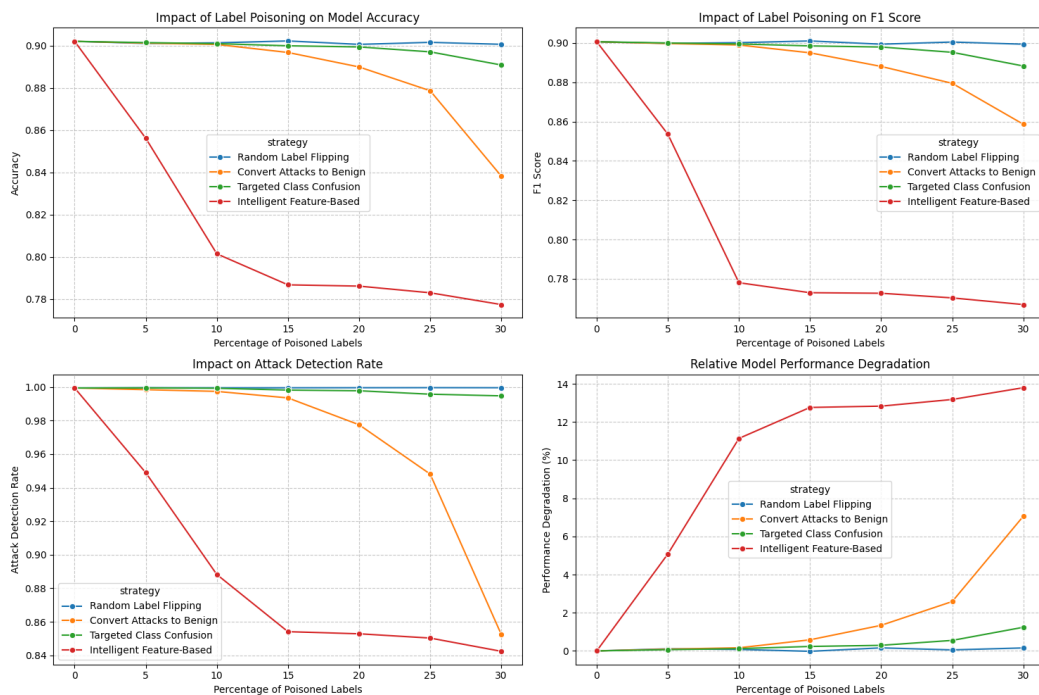 Impact of Label Poisoning on Model Accuracy
0.90
0.88
0.86
0.84
0.82
0.80
0.78
Accuracy
strategy
Random Label Flipping
Convert Attacks to Benign
Targeted Class Confusion
Intelligent Feature-Based
0 5 10 15 20 25 30
Percentage of Poisoned Labels
Impact of Label Poisoning on F1 Score
0.90
0.88
0.86
0.84
0.82
0.80
0.78
F1 Score
strategy
Random Label Flipping
Convert Attacks to Benign
Targeted Class Confusion
Intelligent Feature-Based
0 5 10 15 20 25 30
Percentage of Poisoned Labels
Impact on Attack Detection Rate
1.00
0.98
0.96
0.94
0.92
0.90
0.88
0.86
0.84
Attack Detection Rate
strategy
Random Label Flipping
Convert Attacks to Benign
Targeted Class Confusion
Intelligent Feature-Based
0 5 10 15 20 25 30
Percentage of Poisoned Labels
Relative Model Performance Degradation
14
12
10
8
6
4
2
0
Performance Degradation (%)
strategy
Random Label Flipping
Convert Attacks to Benign
Targeted Class Confusion
Intelligent Feature-Based
0 5 10 15 20 25 30
Percentage of Poisoned Labels